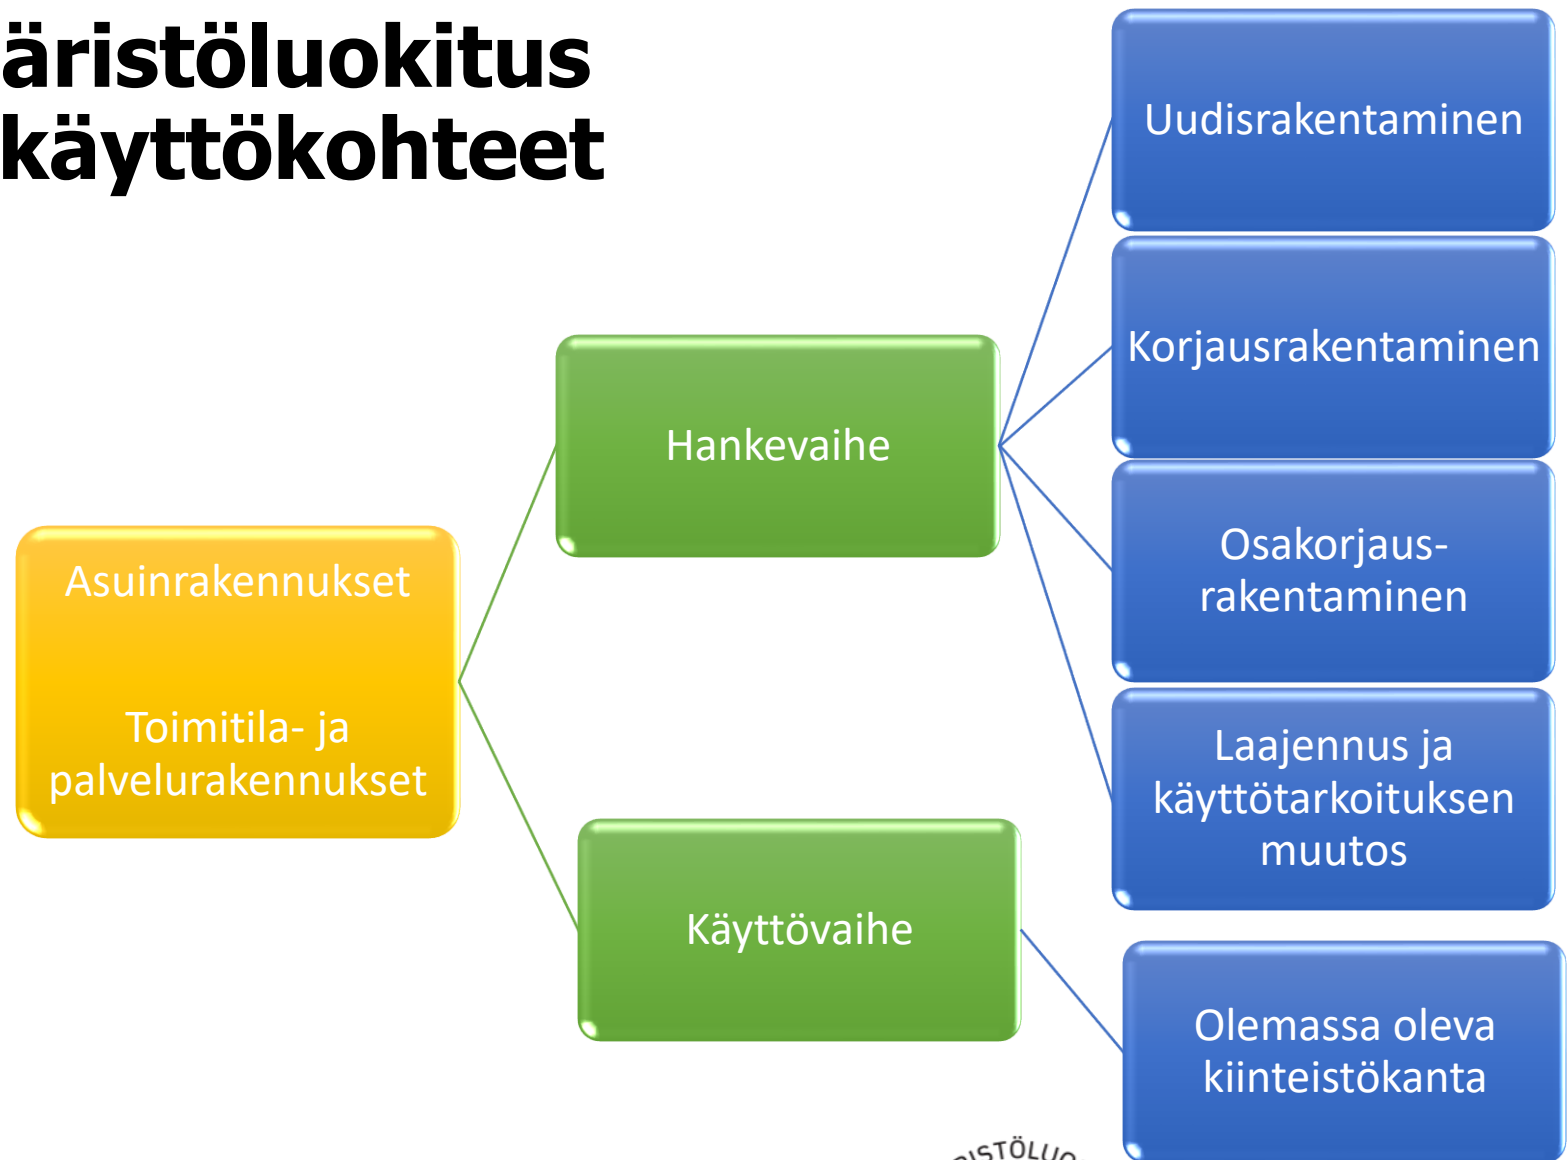 äristöluokitus
käyttökohteet
Uudisrakentaminen
Korjausrakentaminen
Hankevaihe
Osakorjaus-
rakentaminen
Asuinrakennukset
Toimitila- ja
palvelurakennukset
Laajennus ja
käyttötarkoituksen
muutos
Käyttövaihe
Olemassa oleva
kiinteistökanta